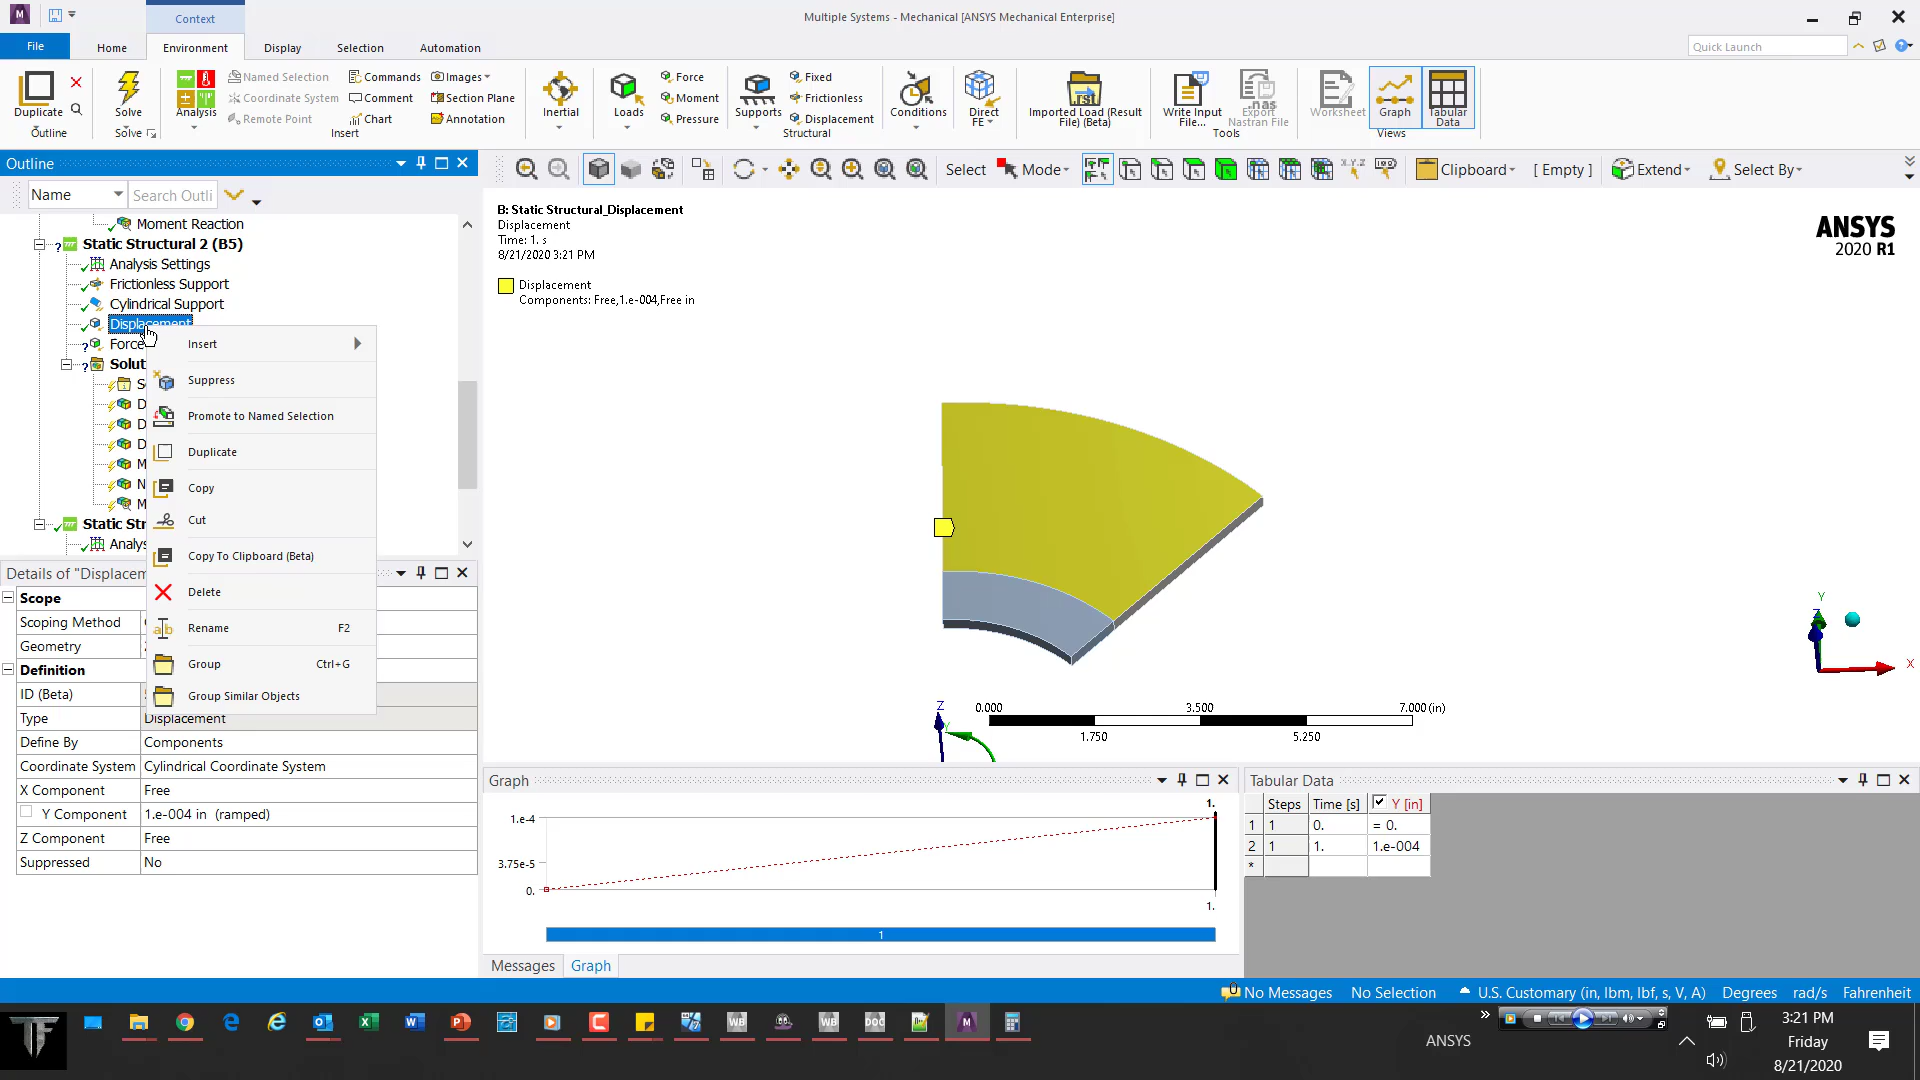 Context
Multiple Systems - Mechanical [ANSYS Mechanical Enterprise]
File
Home
Environment
Display
Selection
Automation
Quick Launch
Duplicate
Outline
Solve
Solve
Analysis
Named Selection
Coordinate System
Remote Point
Commands
Comment
Chart
Images
Section Plane
Annotation
Insert
Inertial
Loads
Force
Moment
Pressure
Supports
Fixed
Frictionless
Displacement
Structural
Conditions
Direct
FE
Imported Load (Result
File) (Beta)
Write Input
File...
Export
Nastran File
Tools
Worksheet
Graph
Tabular
Data
Views
Outline
Name
Search Outli
Select
Mode
Clipboard
[ Empty ]
Extend
Select By
Moment Reaction
Static Structural 2 (B5)
Analysis Settings
Frictionless Support
Cylindrical Support
Displacement
Force
Solut
S
D
D
D
M
N
M
Static Str
Analys
Insert
Suppress
Promote to Named Selection
Duplicate
Copy
Cut
Copy To Clipboard (Beta)
Delete
Rename F2
Group Ctrl+G
Group Similar Objects
Details of "Displacem
Scope
Scoping Method
Geometry
Definition
ID (Beta)
Type Displacement
Define By Components
Coordinate System Cylindrical Coordinate System
X Component Free
Y Component 1.e-004 in (ramped)
Z Component Free
Suppressed No
B: Static Structural_Displacement
Displacement
Time: 1. s
8/21/2020 3:21 PM
Displacement
Components: Free,1.e-004,Free in
ANSYS
2020 R1
Y
Z
X
Z
Y
0.000 3.500 7.000 (in)
1.750 5.250
Graph
1.
1.e-4
3.75e-5
0.
1.
1
Messages
Graph
Tabular Data
Steps Time [s] Y [in]
1 1 0. = 0.
2 1 1. 1.e-004
*
No Messages
No Selection
U.S. Customary (in, lbm, lbf, s, V, A)
Degrees
rad/s
Fahrenheit
ANSYS
3:21 PM
Friday
8/21/2020